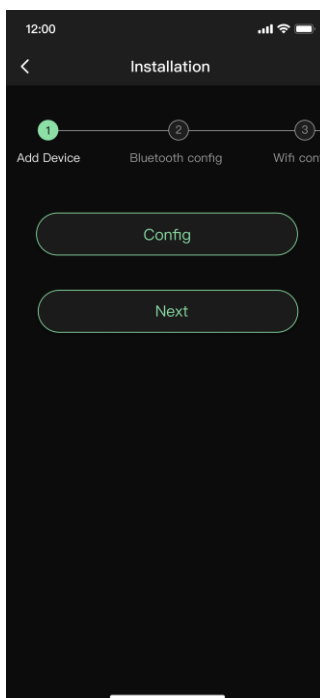 12:00
Installation
1
2
3
Add Device
Bluetooth config
Wifi con
Config
Next